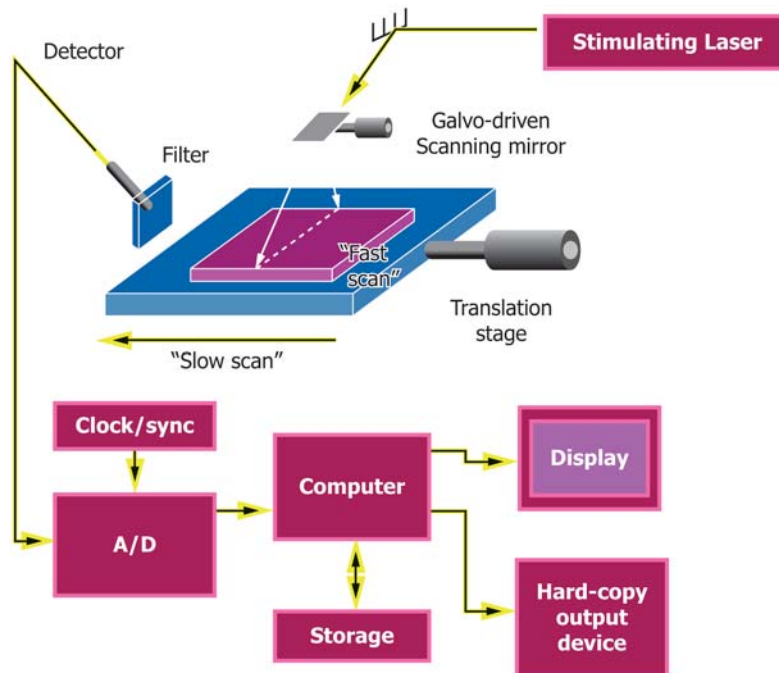 Stimulating Laser
Detector
Galvo-driven
Scanning mirror
Filter
“Fast
scan”
Translation
stage
“Slow scan”
Clock/sync
Display
Computer
A/D
Hard-copy
output
device
Storage